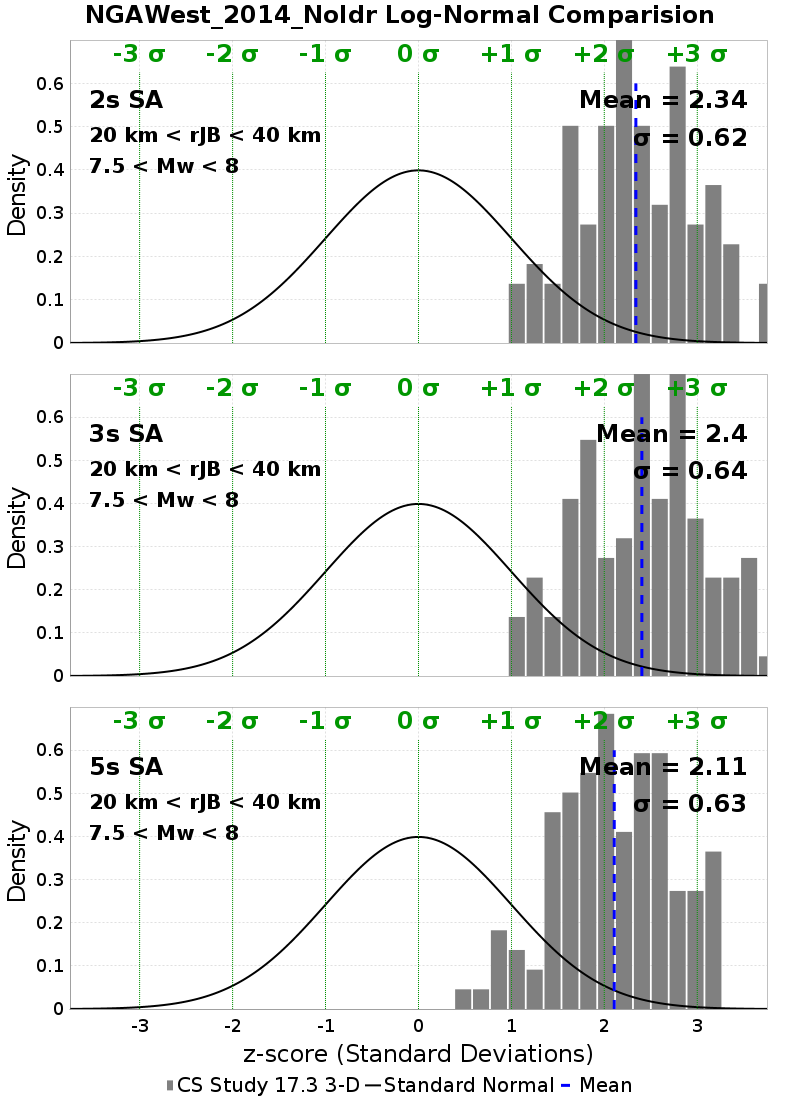 NGAWest_2014_NoIdr Log-Normal Comparision
-3 σ -2 σ -1 σ 0 σ +1 σ +2 σ +3 σ
2s SA
Mean = 2.34
20 km < rJB < 40 km
σ = 0.62
7.5 < Mw < 8
0.6
0.5
0.4
0.3
0.2
0.1
0
Density
-3 σ -2 σ -1 σ 0 σ +1 σ +2 σ +3 σ
3s SA
Mean = 2.4
20 km < rJB < 40 km
σ = 0.64
7.5 < Mw < 8
0.6
0.5
0.4
0.3
0.2
0.1
0
Density
-3 σ -2 σ -1 σ 0 σ +1 σ +2 σ +3 σ
5s SA
Mean = 2.11
20 km < rJB < 40 km
σ = 0.63
7.5 < Mw < 8
0.6
0.5
0.4
0.3
0.2
0.1
0
Density
-3 -2 -1 0 1 2 3
z-score (Standard Deviations)
CS Study 17.3 3-D Standard Normal Mean